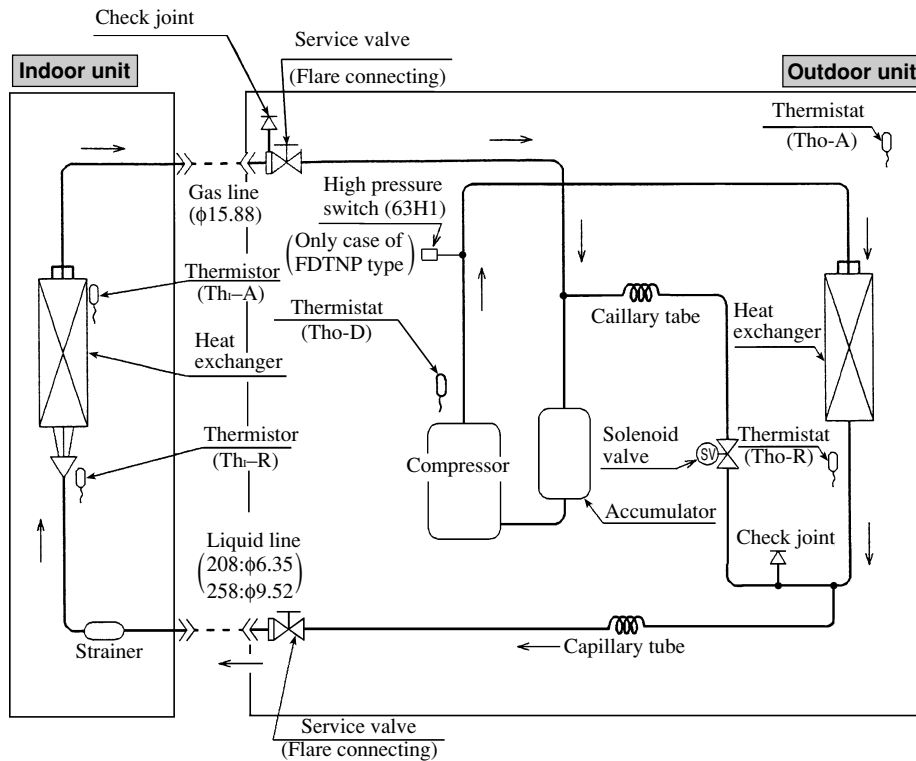 Check joint
Service valve
(Flare connecting)
Indoor unit
Outdoor unit
Thermistat
(Tho-A)
Gas line
(ϕ15.88)
High pressure
switch (63H1)
(Only case of
FDTNP type)
Thermistor
(ThI–A)
Thermistat
(Tho-D)
Caillary tabe
Heat
exchanger
Heat
exchanger
Thermistor
(ThI–R)
Compressor
Solenoid
valve
SV
Thermistat
(Tho-R)
Accumulator
Liquid line
(208:ϕ6.35
258:ϕ9.52)
Check joint
Strainer
Capillary tube
Service valve
(Flare connecting)